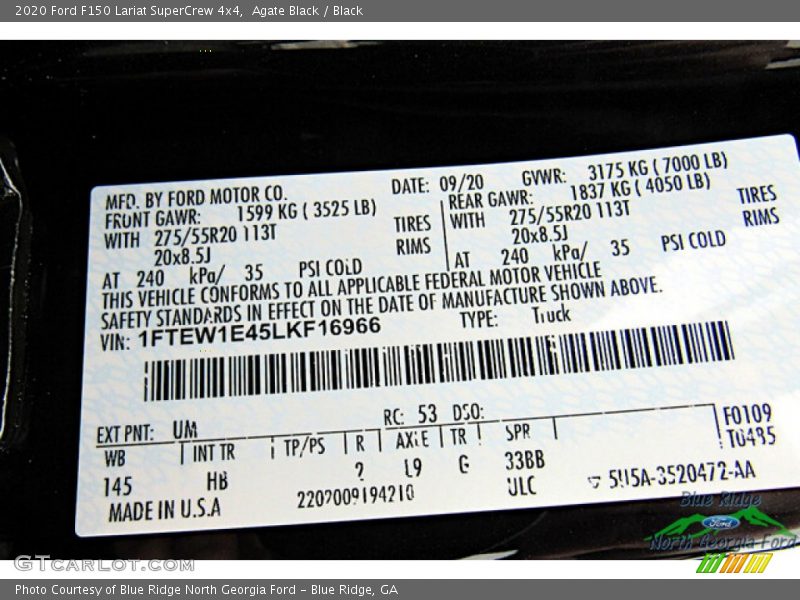 2020 Ford F150 Lariat SuperCrew 4x4, Agate Black / Black
MFD. BY FORD MOTOR CO. DATE: 09/20 GVWR: 3175 KG ( 7000 LB)
FRONT GAWR: 1599 KG ( 3525 LB) REAR GAWR: 1837 KG ( 4050 LB)
WITH 275/55R20 113T TIRES WITH 275/55R20 113T TIRES
20x8.5J RIMS 20x8.5J RIMS
AT 240 kPa/ 35 PSI COLD AT 240 kPa/ 35 PSI COLD
THIS VEHICLE CONFORMS TO ALL APPLICABLE FEDERAL MOTOR VEHICLE
SAFETY STANDARDS IN EFFECT ON THE DATE OF MANUFACTURE SHOWN ABOVE.
VIN: 1FTEW1E45LKF16966 TYPE: Truck
EXT PNT: UM RC: 53 DSO: F0109
WB INT TR TP/PS R AXLE TR SPR T0485
145 HB 2 L9 G 33BB
MADE IN U.S.A 2202009194210 ULC 5U5A-3520472-AA
Blue Ridge
Ford
North Georgia Ford
GTCARLOT.COM
Photo Courtesy of Blue Ridge North Georgia Ford - Blue Ridge, GA